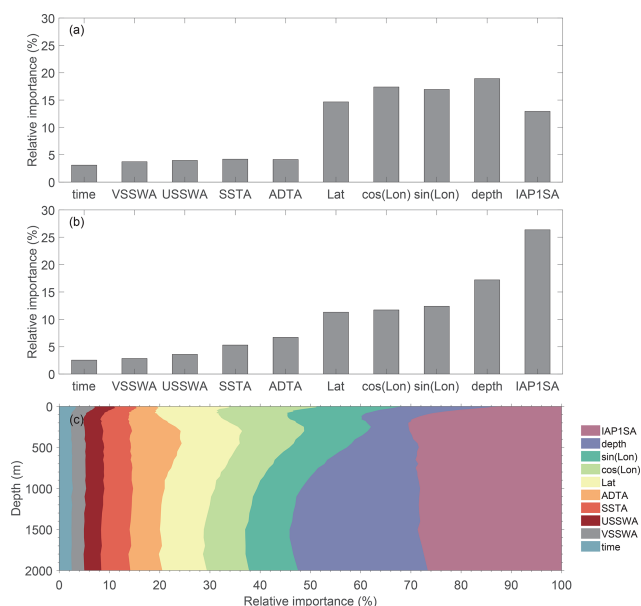 (a)
Relative importance (%)
30
25
20
15
10
5
0
time VSSWA USSWA SSTA ADTA Lat cos(Lon) sin(Lon) depth IAP1SA
(b)
Relative importance (%)
30
25
20
15
10
5
0
time VSSWA USSWA SSTA ADTA Lat cos(Lon) sin(Lon) depth IAP1SA
(c)
Depth (m)
0
500
1000
1500
2000
0 10 20 30 40 50 60 70 80 90 100
Relative importance (%)
IAP1SA
depth
sin(Lon)
cos(Lon)
Lat
ADTA
SSTA
USSWA
VSSWA
time